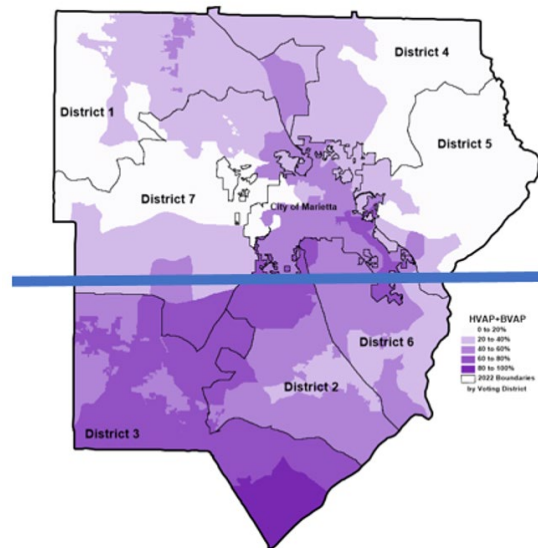 District 4
District 1
District 5
District 7
City of Marietta
HVAP+BVAP
0 to 20%
20 to 40%
40 to 60%
60 to 80%
80 to 100%
2022 Boundaries
by Voting District
District 6
District 2
District 3